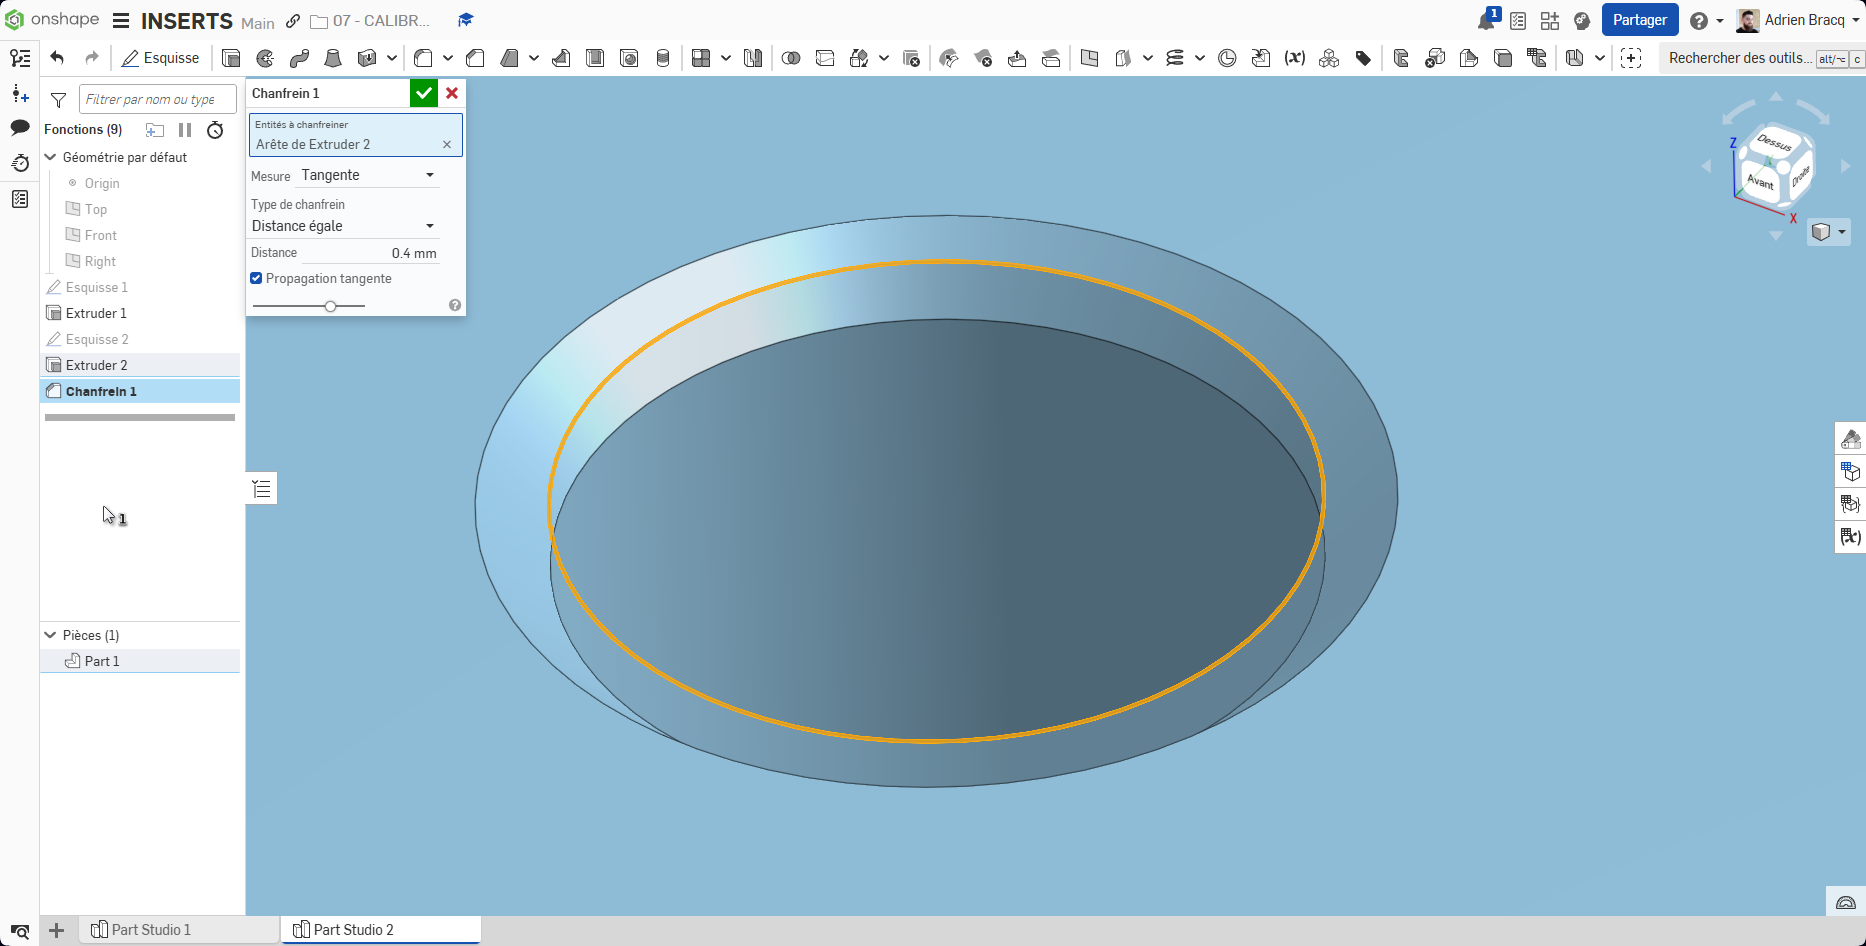 onshape INSERTS Main 07 - CALIBR... 1 Partager Adrien Bracq
Esquisse Rechercher des outils... alt/⌥ c
Filtrer par nom ou type
Fonctions (9)
Géométrie par défaut
Origin
Top
Front
Right
Esquisse 1
Extruder 1
Esquisse 2
Extruder 2
Chanfrein 1
1
Pièces (1)
Part 1
Chanfrein 1
Entités à chanfreiner
Arête de Extruder 2
Mesure Tangente
Type de chanfrein
Distance égale
Distance 0.4 mm
Propagation tangente
Z
Dessus
Avant
Droite
X
Part Studio 1
Part Studio 2